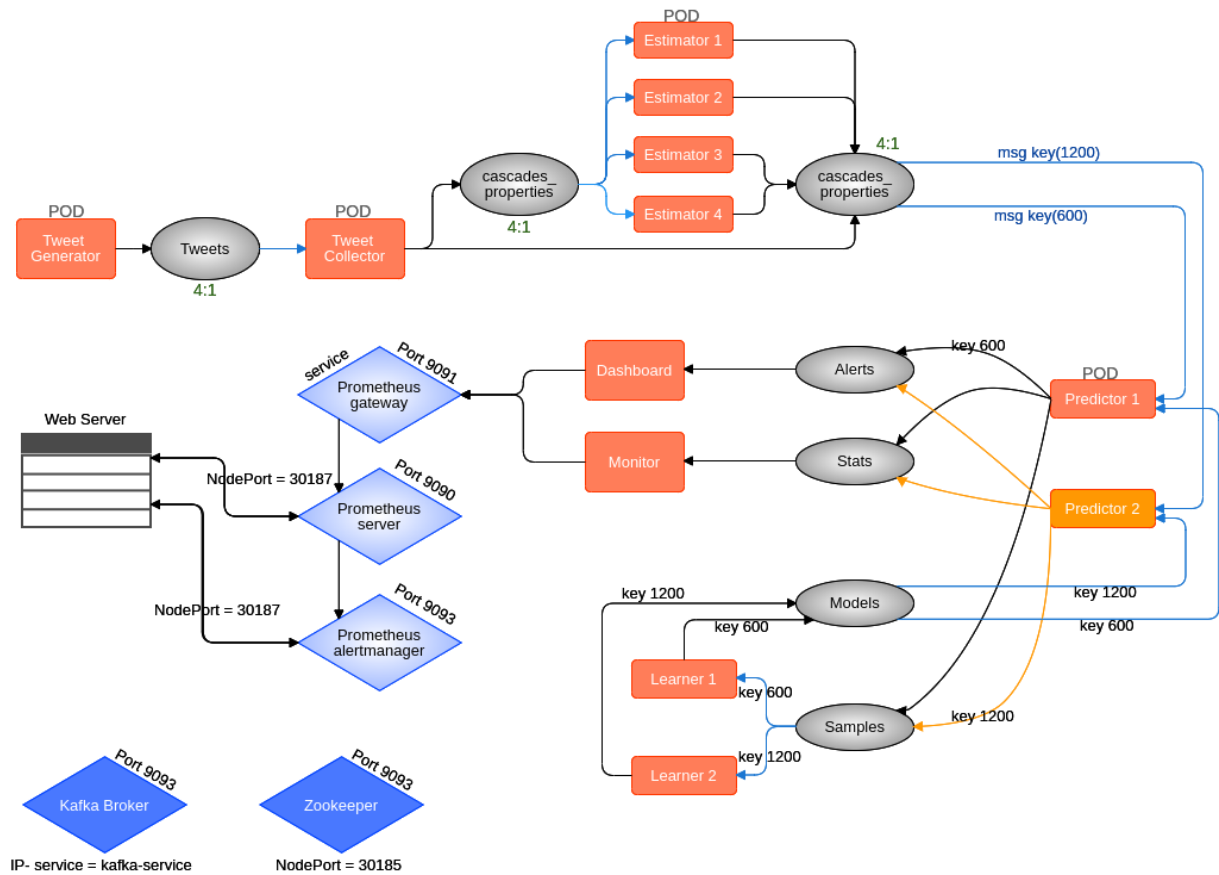 POD
Estimator 1
Estimator 2
Estimator 3
Estimator 4
4:1
cascades_
properties
4:1
cascades_
properties
msg key(1200)
msg key(600)
POD
Tweet
Generator
Tweets
4:1
POD
Tweet
Collector
service
Port 9091
Prometheus
gateway
Dashboard
Alerts
key 600
POD
Predictor 1
Web Server
NodePort = 30187
Port 9090
Prometheus
server
Monitor
Stats
Predictor 2
NodePort = 30187
Port 9093
Prometheus
alertmanager
key 1200
key 600
Models
key 1200
key 600
Learner 1
key 600
Samples
key 1200
key 1200
Learner 2
Port 9093
Kafka Broker
IP- service = kafka-service
Port 9093
Zookeeper
NodePort = 30185